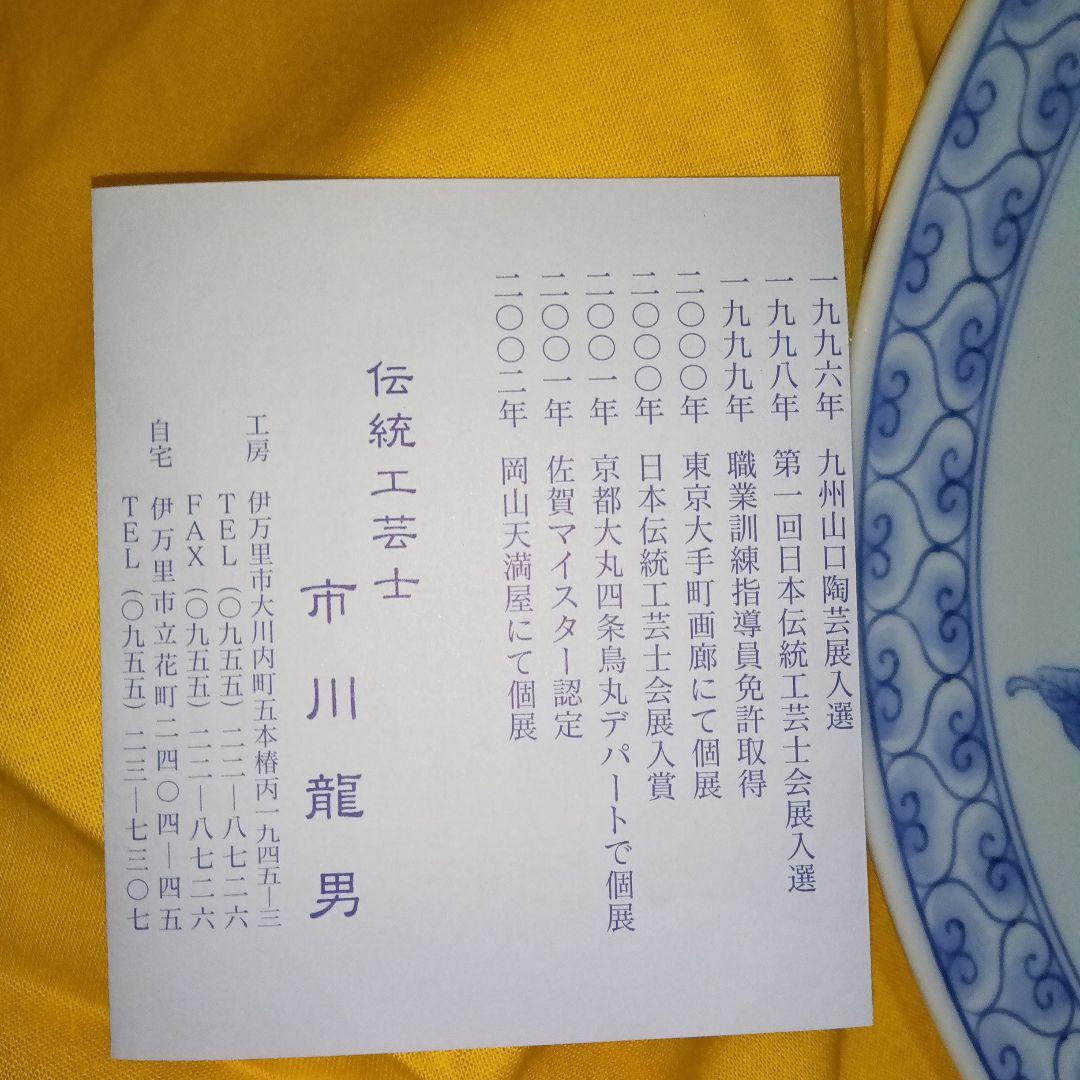 一九九六年 九州山口陶芸展入選
一九九八年 第一回日本伝統工芸士会展入選
一九九九年 職業訓練指導員免許取得
二〇〇〇年 東京大手町画廊にて個展
二〇〇〇年 日本伝統工芸士会展入賞
二〇〇一年 京都大丸四条烏丸デパートで個展
二〇〇一年 佐賀マイスター認定
二〇〇二年 岡山天満屋にて個展
伝統工芸士
市川龍男
工房 伊万里市大川内町五本椿丙一九四五―三
TEL（〇九五五）二二―八七二六
FAX（〇九五五）二二―八七二六
自宅 伊万里市立花町二四〇四―四五
TEL（〇九五五）二三―七三〇七